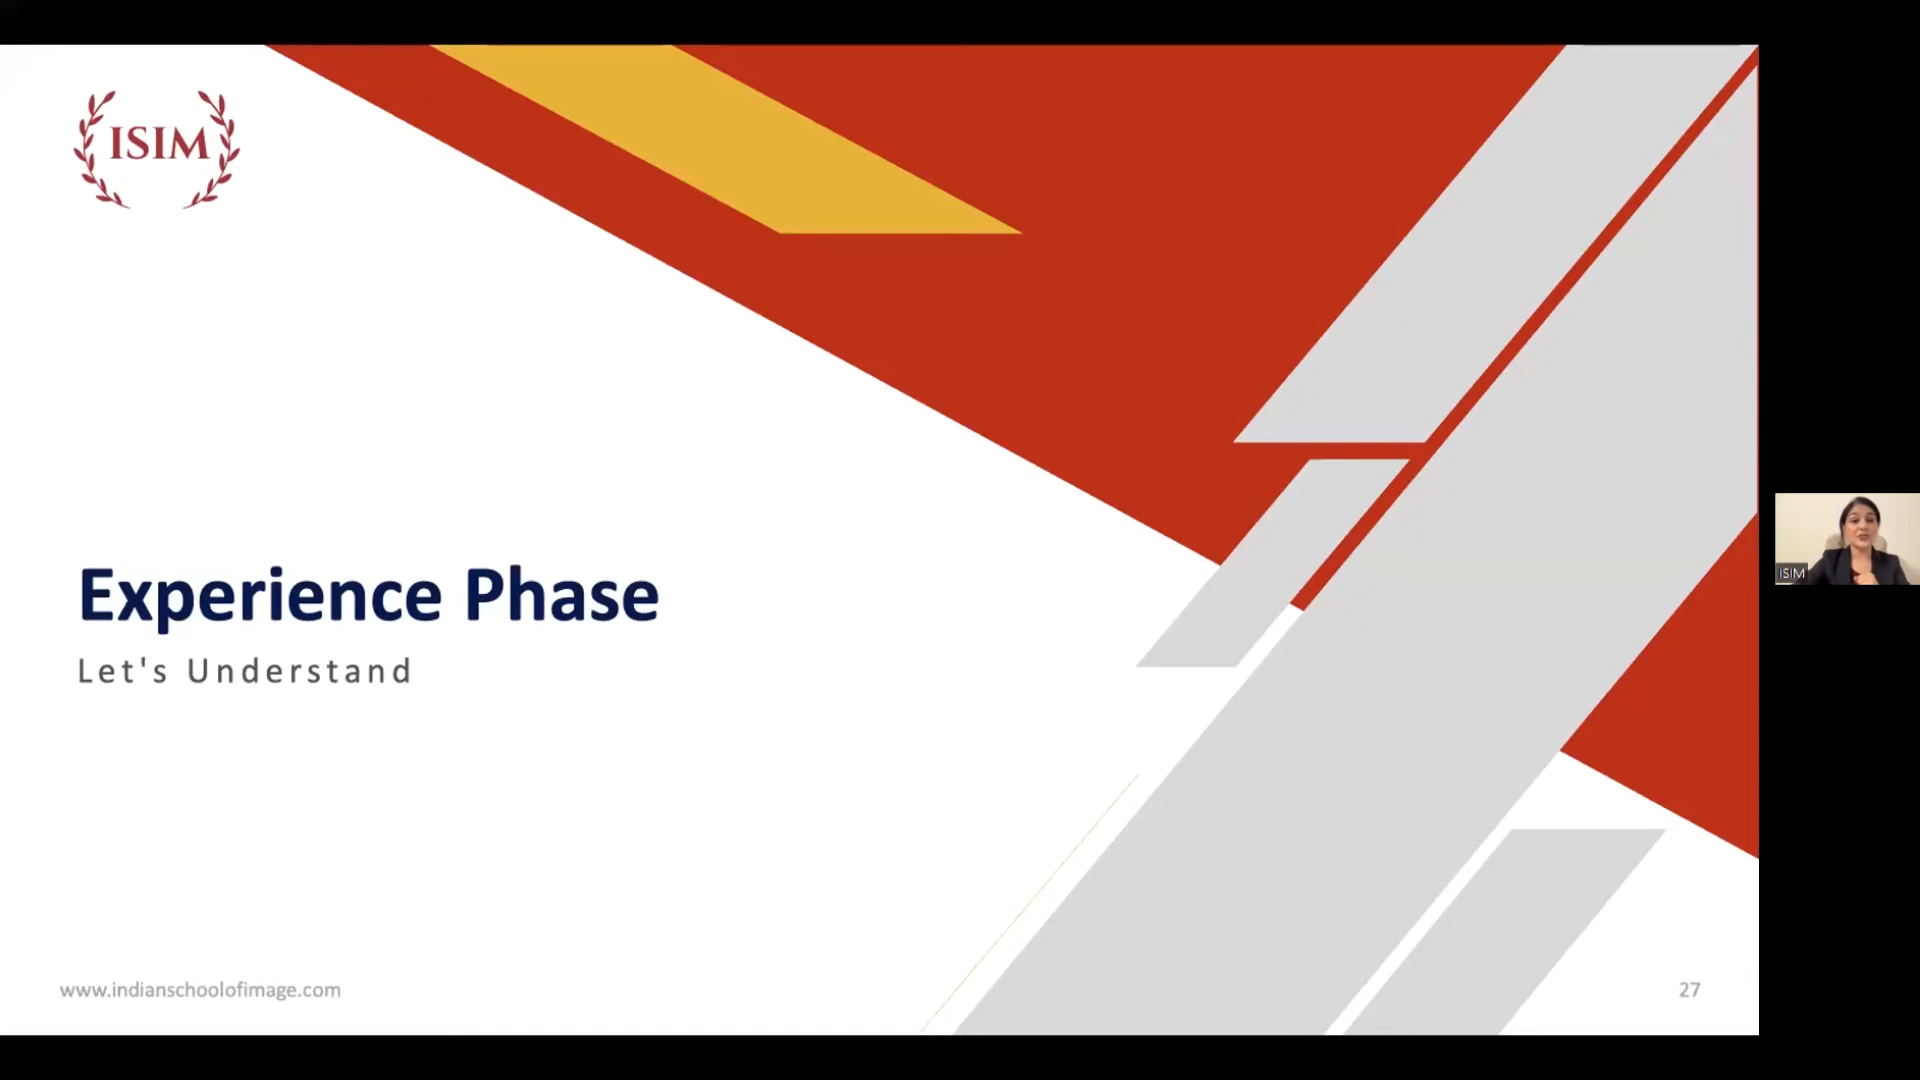 ISIM
Experience Phase
Let's Understand
ISIM
www.indianschoolofimage.com
27